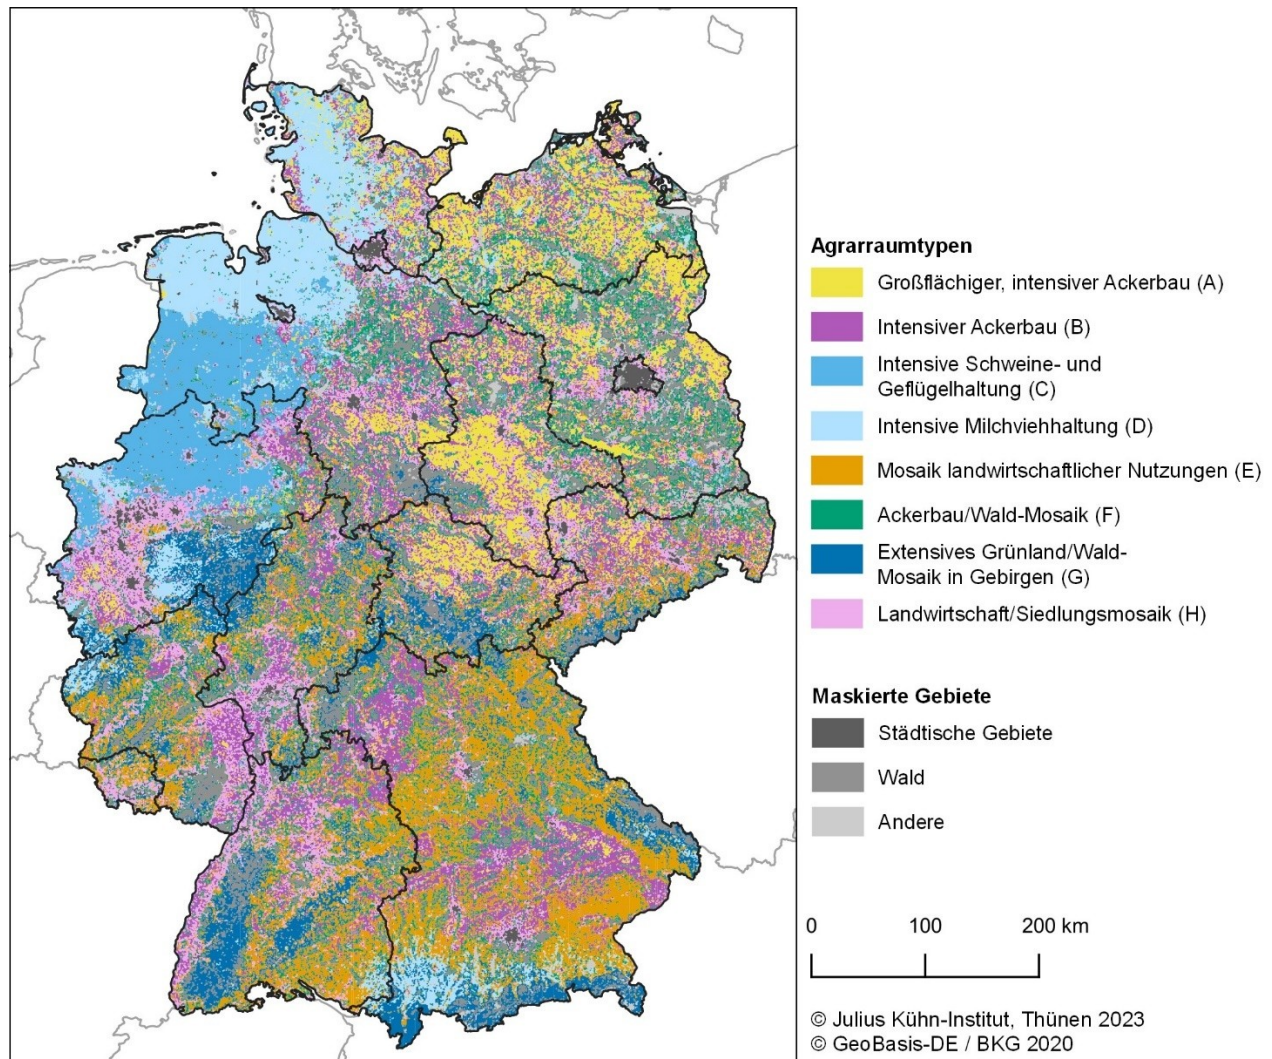 Agrarraumtypen
Großflächiger, intensiver Ackerbau (A)
Intensiver Ackerbau (B)
Intensive Schweine- und
Geflügelhaltung (C)
Intensive Milchviehhaltung (D)
Mosaik landwirtschaftlicher Nutzungen (E)
Ackerbau/Wald-Mosaik (F)
Extensives Grünland/Wald-
Mosaik in Gebirgen (G)
Landwirtschaft/Siedlungsmosaik (H)
Maskierte Gebiete
Städtische Gebiete
Wald
Andere
0 100 200 km
© Julius Kühn-Institut, Thünen 2023
© GeoBasis-DE / BKG 2020